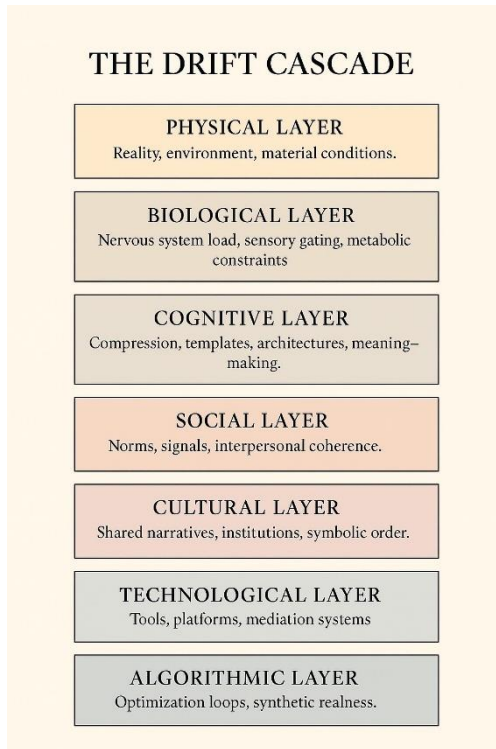 THE DRIFT CASCADE
PHYSICAL LAYER
Reality, environment, material conditions.
BIOLOGICAL LAYER
Nervous system load, sensory gating, metabolic
constraints
COGNITIVE LAYER
Compression, templates, architectures, meaning–
making.
SOCIAL LAYER
Norms, signals, interpersonal coherence.
CULTURAL LAYER
Shared narratives, institutions, symbolic order.
TECHNOLOGICAL LAYER
Tools, platforms, mediation systems
ALGORITHMIC LAYER
Optimization loops, synthetic realness.